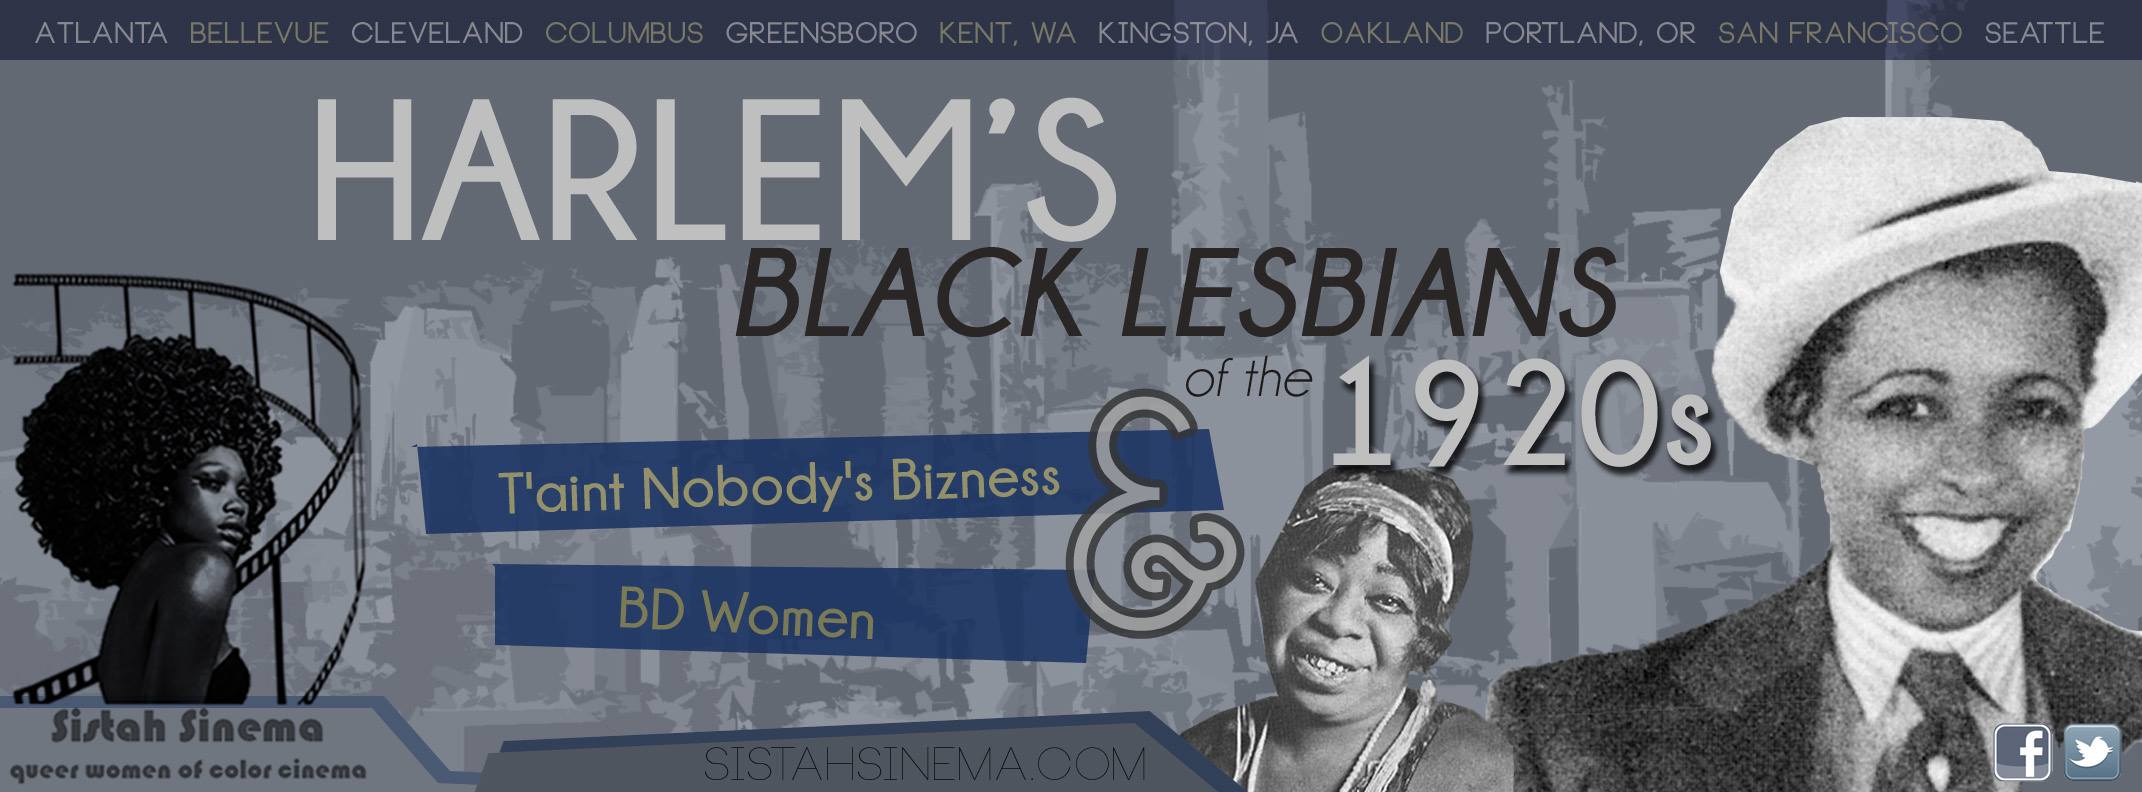 ATLANTA BELLEVUE CLEVELAND COLUMBUS GREENSBORO KENT, WA KINGSTON, JA OAKLAND PORTLAND, OR SAN FRANCISCO SEATTLE
HARLEM'S
BLACK LESBIANS
of the 1920s
T'aint Nobody's Bizness
&
BD Women
Sistah Sinema
queer women of color cinema
SISTAHSINEMA.COM
f